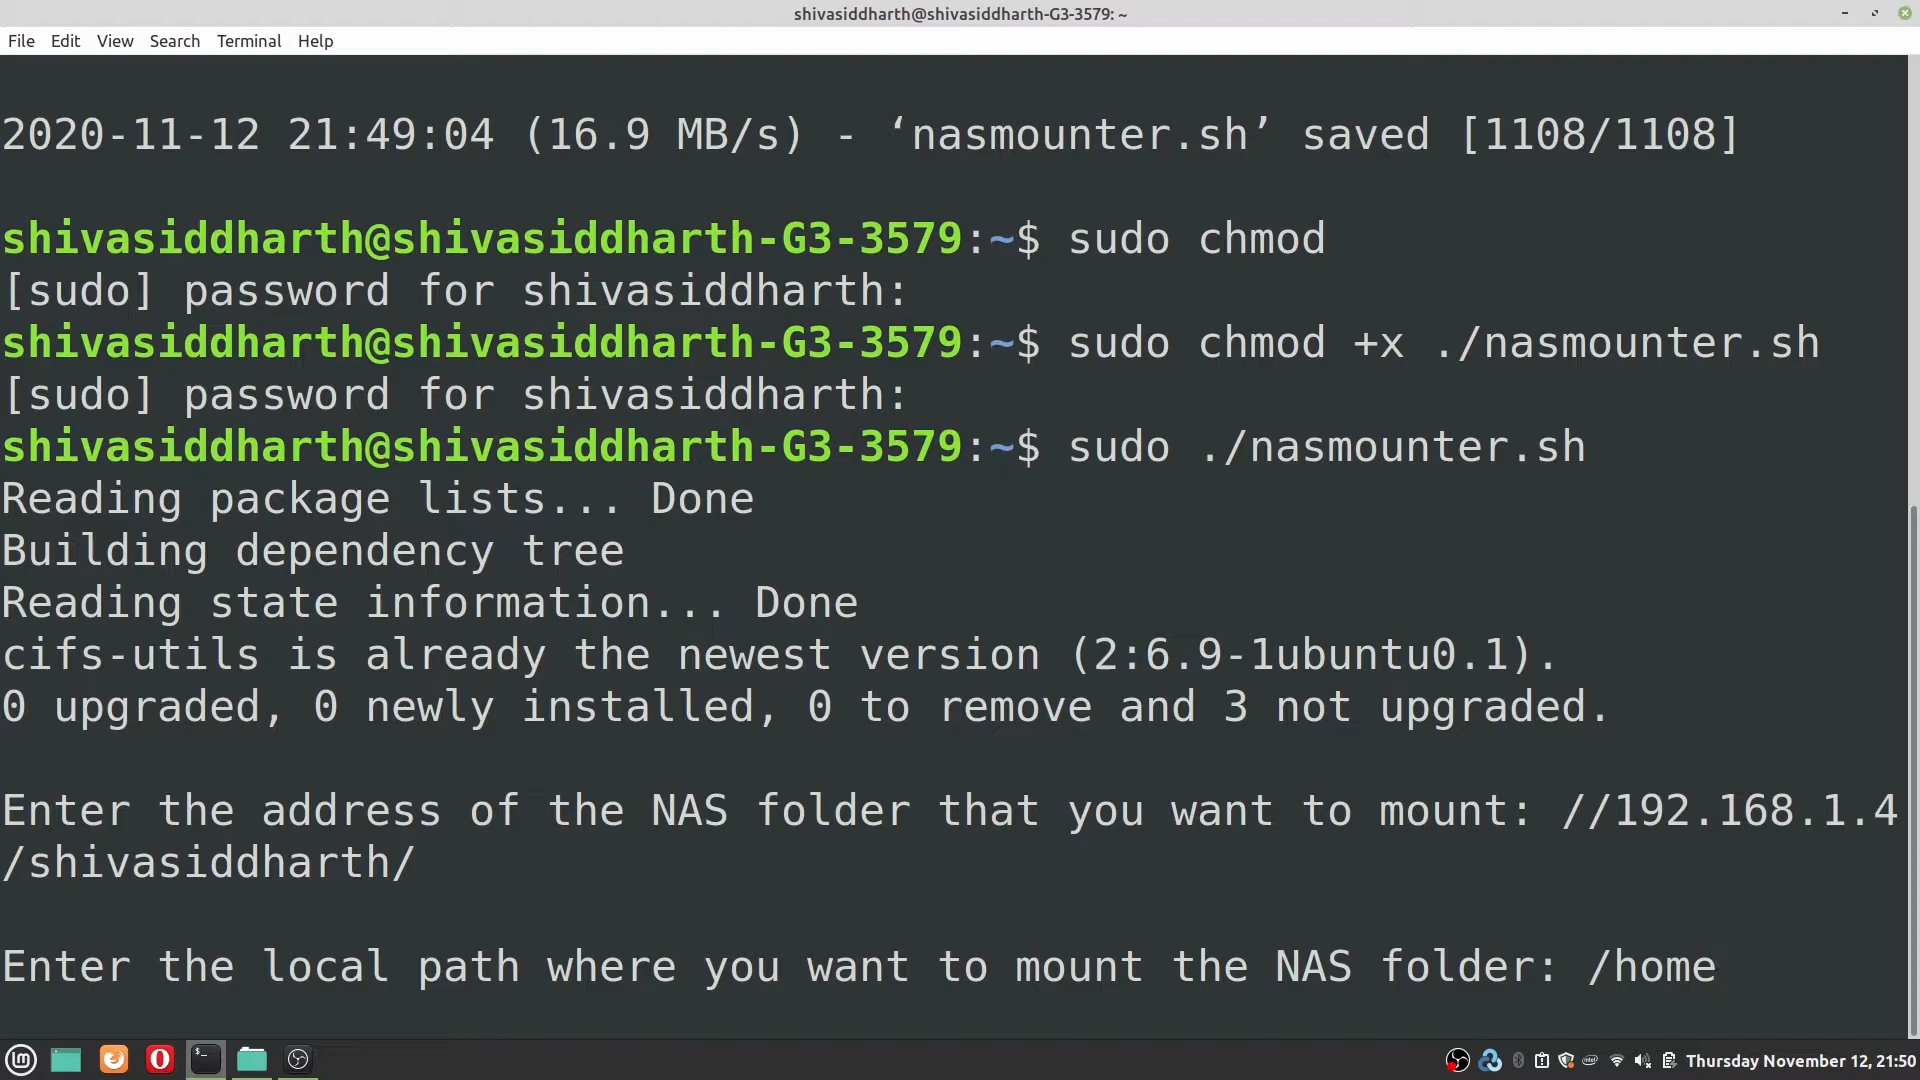 shivasiddharth@shivasiddharth-G3-3579: ~
File Edit View Search Terminal Help
2020-11-12 21:49:04 (16.9 MB/s) - ‘nasmounter.sh’ saved [1108/1108]
shivasiddharth@shivasiddharth-G3-3579:~$ sudo chmod
[sudo] password for shivasiddharth:
shivasiddharth@shivasiddharth-G3-3579:~$ sudo chmod +x ./nasmounter.sh
[sudo] password for shivasiddharth:
shivasiddharth@shivasiddharth-G3-3579:~$ sudo ./nasmounter.sh
Reading package lists... Done
Building dependency tree
Reading state information... Done
cifs-utils is already the newest version (2:6.9-1ubuntu0.1).
0 upgraded, 0 newly installed, 0 to remove and 3 not upgraded.
Enter the address of the NAS folder that you want to mount: //192.168.1.4
/shivasiddharth/
Enter the local path where you want to mount the NAS folder: /home
Thursday November 12, 21:50